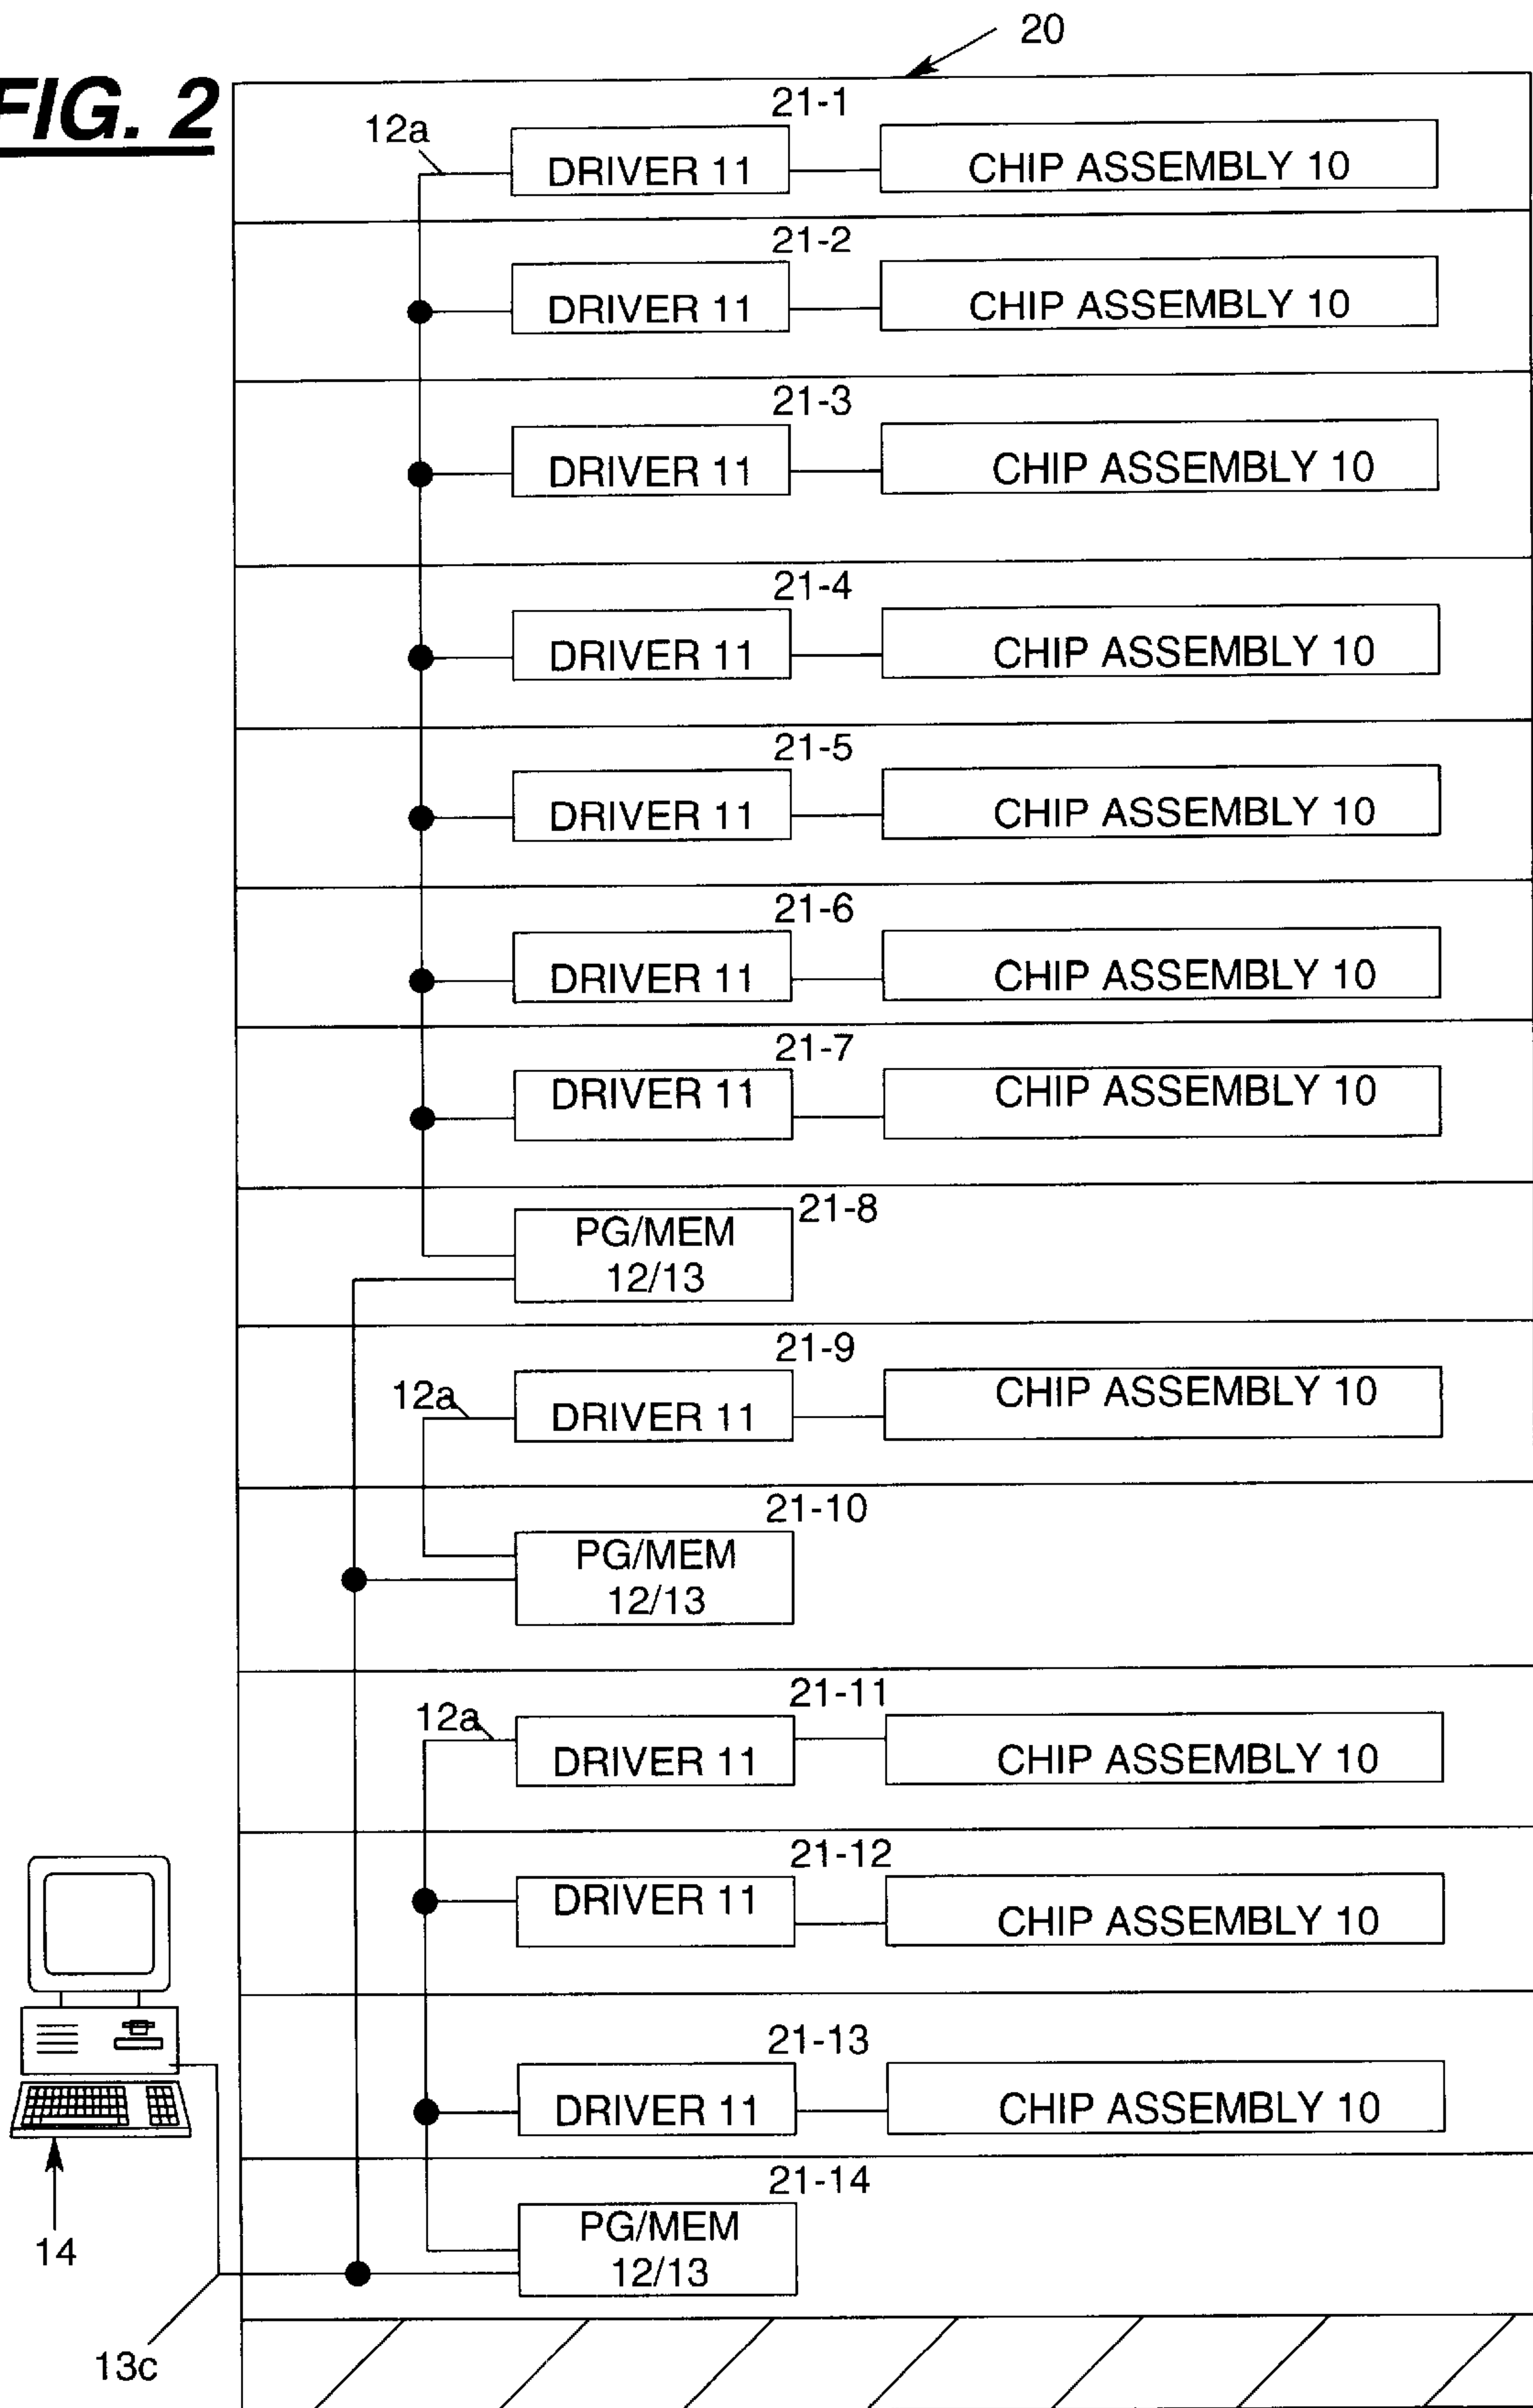 20
FIG. 2
21-1
12a
DRIVER 11
CHIP ASSEMBLY 10
21-2
DRIVER 11
CHIP ASSEMBLY 10
21-3
DRIVER 11
CHIP ASSEMBLY 10
21-4
DRIVER 11
CHIP ASSEMBLY 10
21-5
DRIVER 11
CHIP ASSEMBLY 10
21-6
DRIVER 11
CHIP ASSEMBLY 10
21-7
DRIVER 11
CHIP ASSEMBLY 10
21-8
PG/MEM
12/13
21-9
12a
DRIVER 11
CHIP ASSEMBLY 10
21-10
PG/MEM
12/13
21-11
12a
DRIVER 11
CHIP ASSEMBLY 10
21-12
DRIVER 11
CHIP ASSEMBLY 10
21-13
DRIVER 11
CHIP ASSEMBLY 10
21-14
PG/MEM
12/13
14
13c